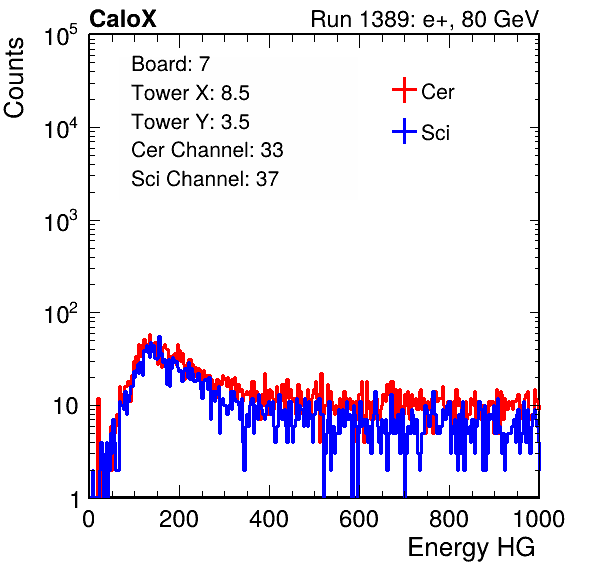 CaloX Run 1389: e+, 80 GeV
Board: 7
Tower X: 8.5
Tower Y: 3.5
Cer Channel: 33
Sci Channel: 37
Cer
Sci
Counts
10^5
10^4
10^3
10^2
10
1
0 200 400 600 800 1000
Energy HG